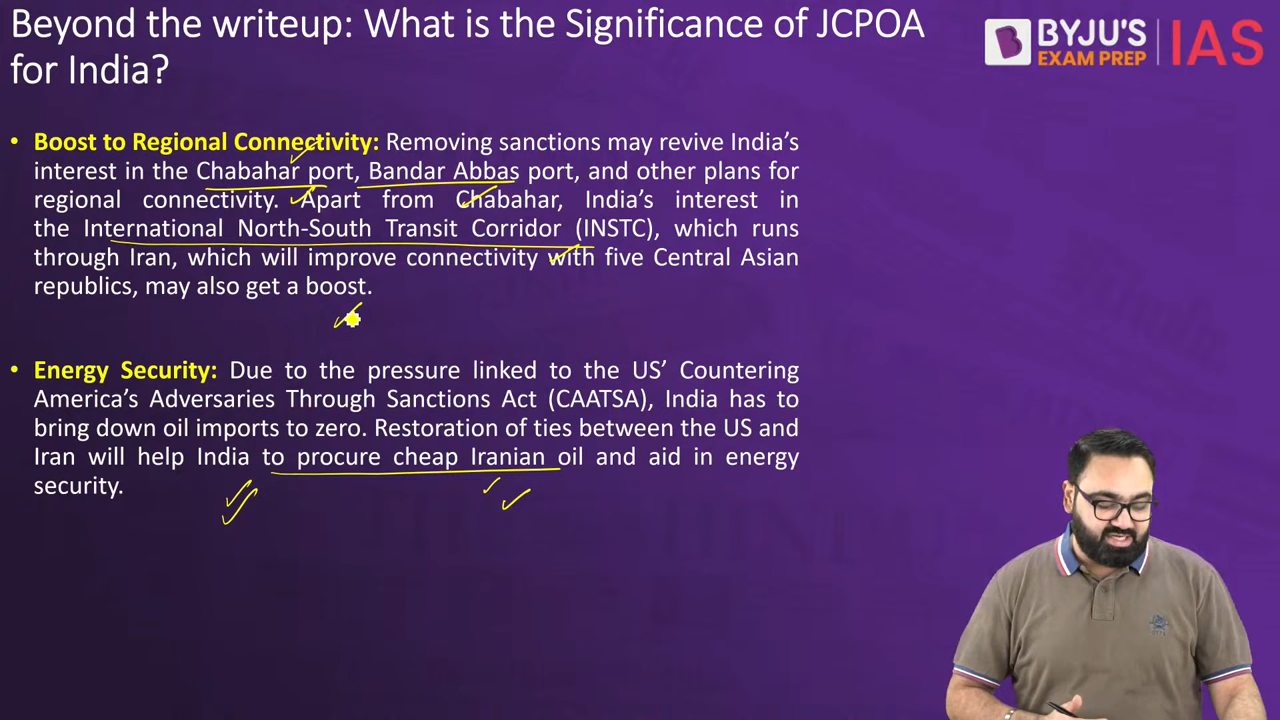 Beyond the writeup: What is the Significance of JCPOA
for India?
BYJU'S
EXAM PREP
IAS
• Boost to Regional Connectivity: Removing sanctions may revive India's
interest in the Chabahar port, Bandar Abbas port, and other plans for
regional connectivity. Apart from Chabahar, India's interest in
the International North-South Transit Corridor (INSTC), which runs
through Iran, which will improve connectivity with five Central Asian
republics, may also get a boost.
• Energy Security: Due to the pressure linked to the US' Countering
America's Adversaries Through Sanctions Act (CAATSA), India has to
bring down oil imports to zero. Restoration of ties between the US and
Iran will help India to procure cheap Iranian oil and aid in energy
security.